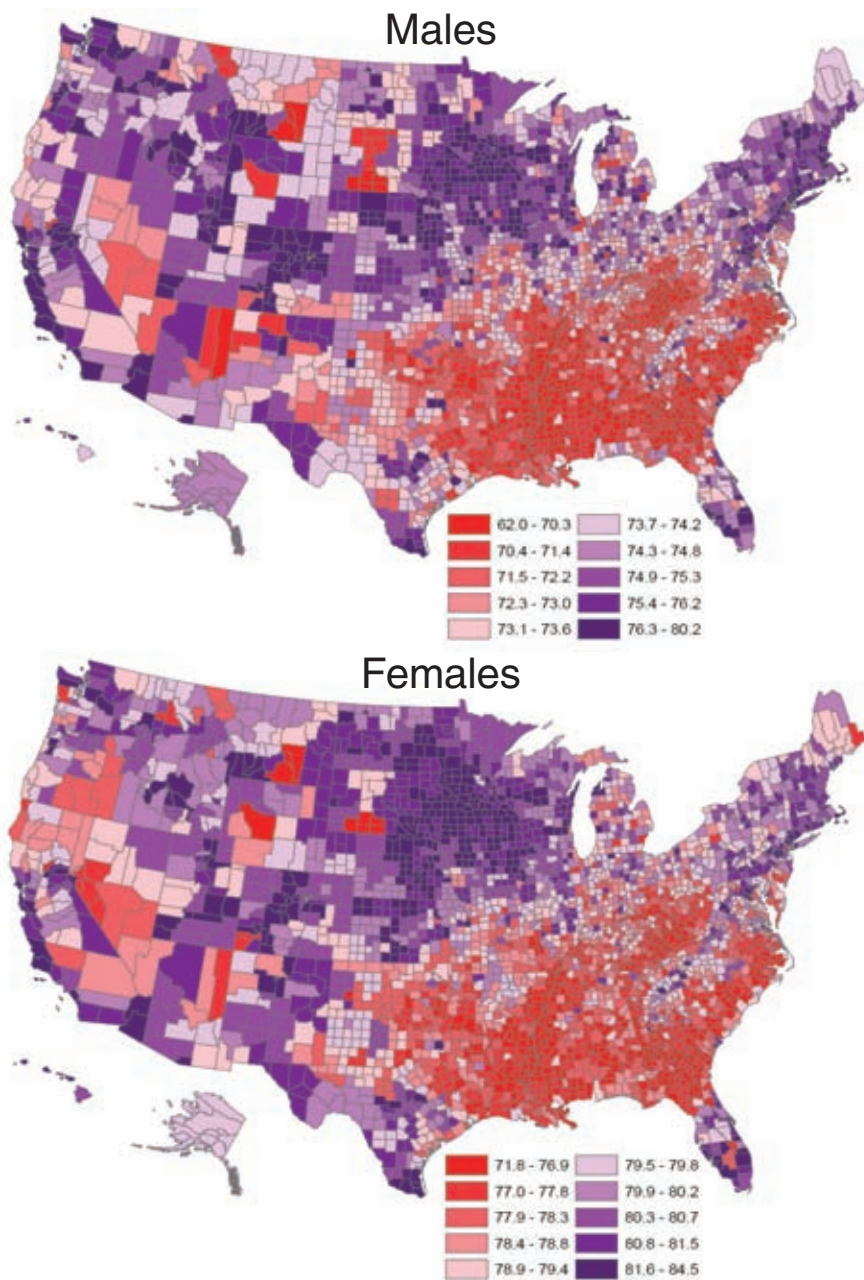 Males
62.0 - 70.3 73.7 - 74.2
70.4 - 71.4 74.3 - 74.8
71.5 - 72.2 74.9 - 75.3
72.3 - 73.0 75.4 - 76.2
73.1 - 73.6 76.3 - 80.2
Females
71.8 - 76.9 79.5 - 79.8
77.0 - 77.8 79.9 - 80.2
77.9 - 78.3 80.3 - 80.7
78.4 - 78.8 80.8 - 81.5
78.9 - 79.4 81.6 - 84.5